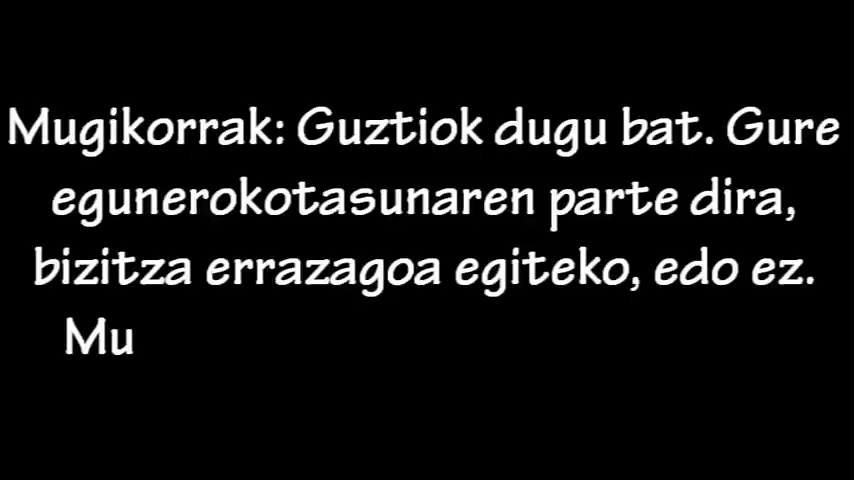 Mugikorrak: Guztiok dugu bat. Gure
egunerokotasunaren parte dira,
bizitza errazagoa egiteko, edo ez.
Mu